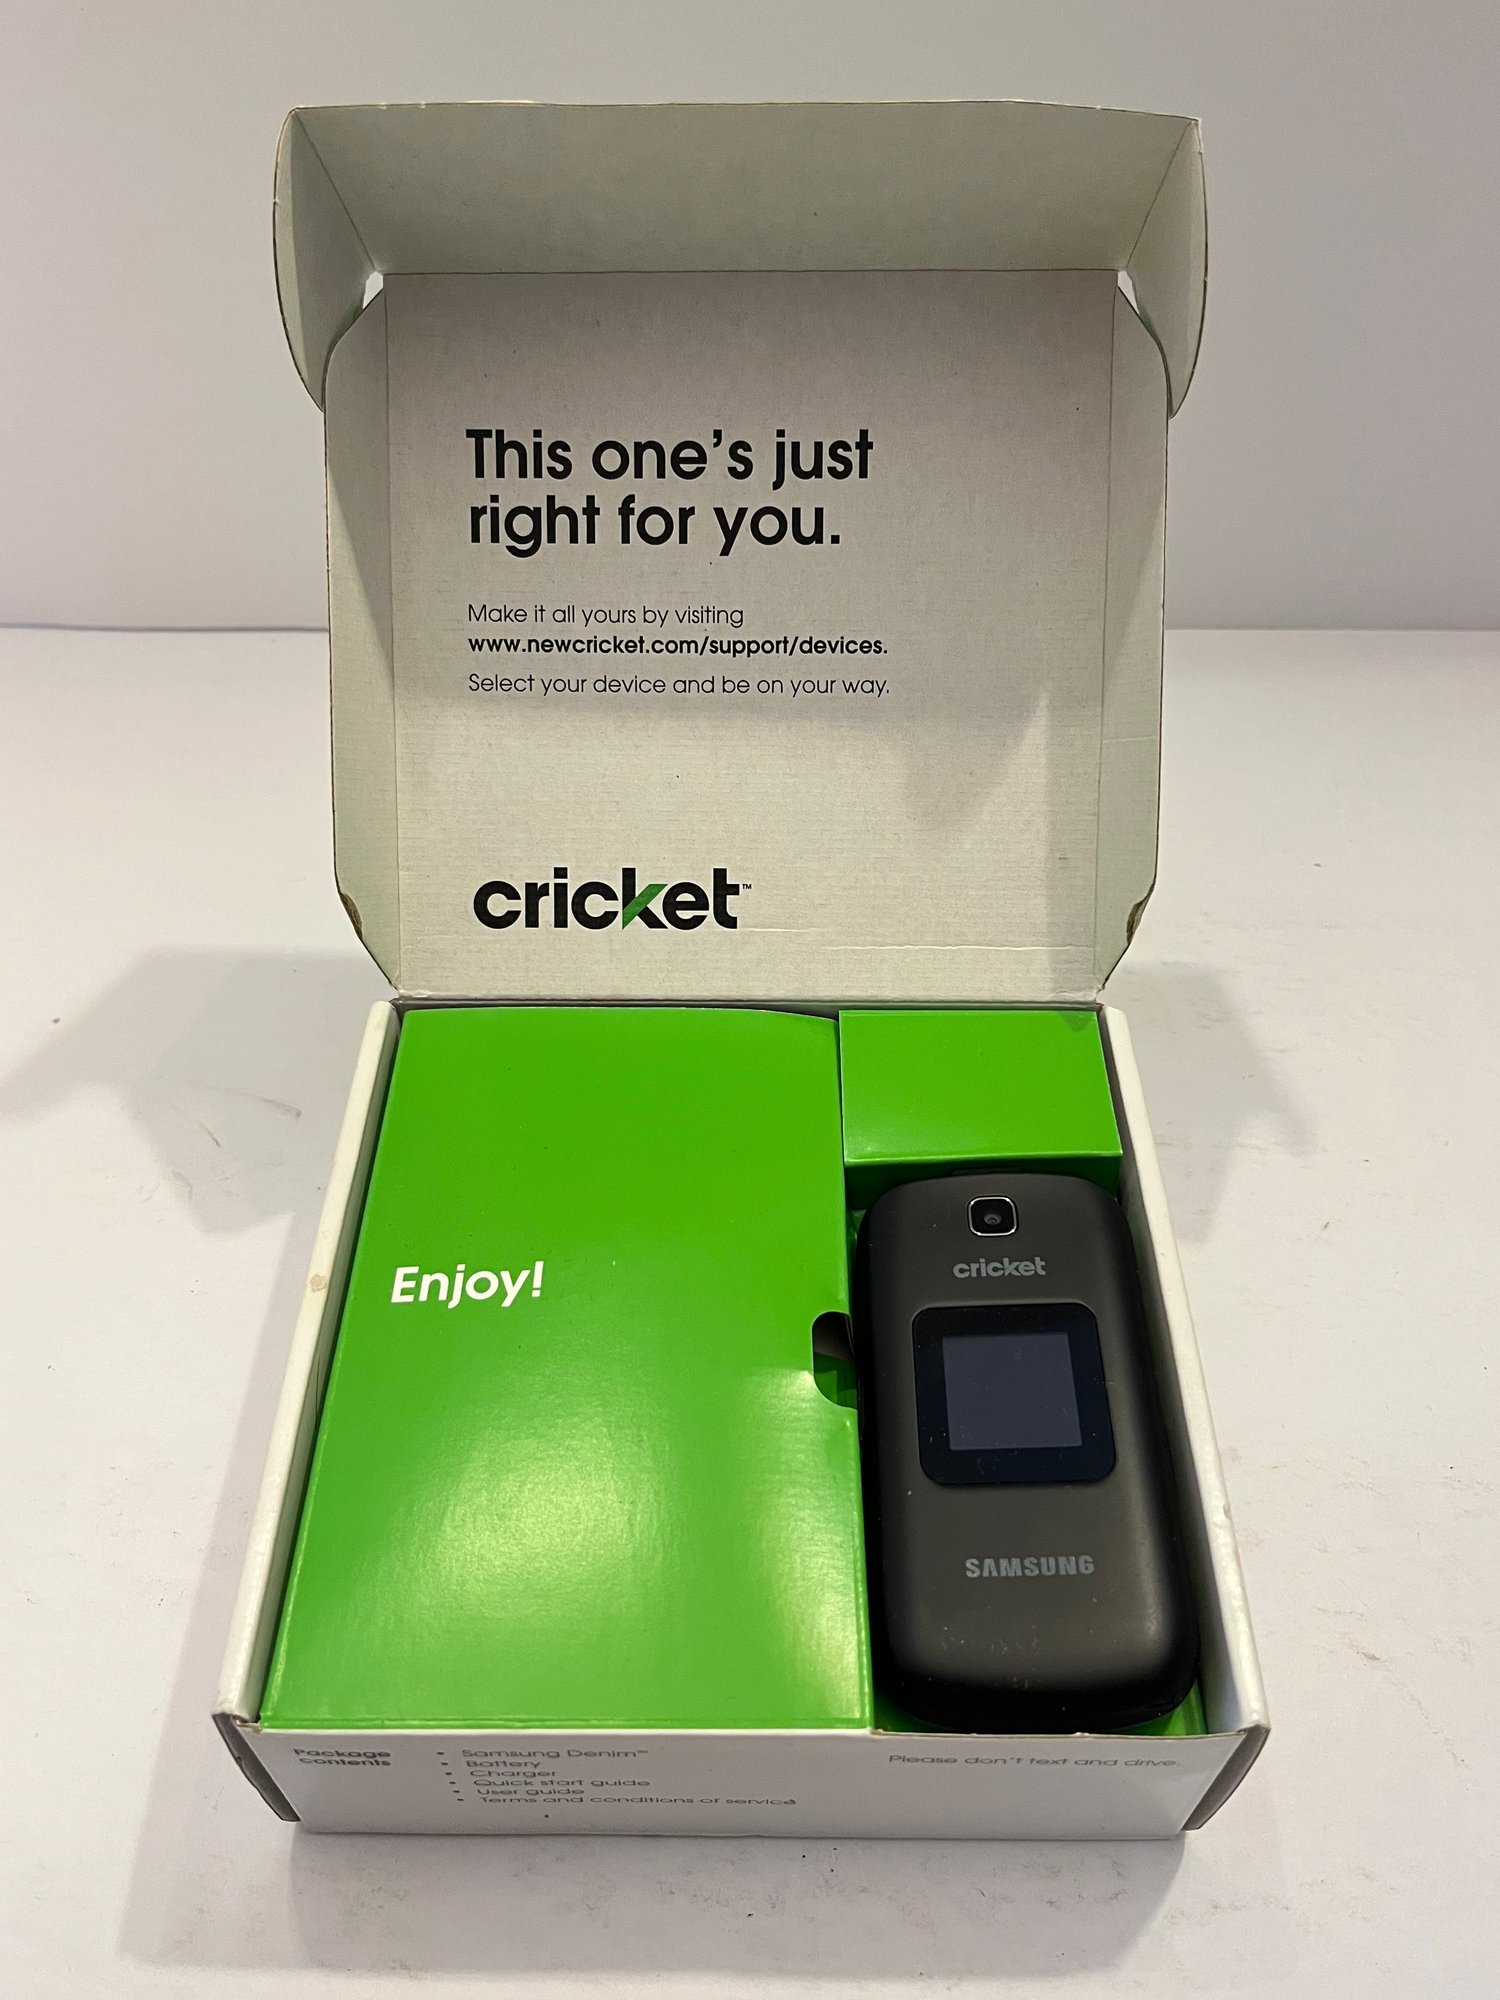 This one's just
right for you.
Make it all yours by visiting
www.newcricket.com/support/devices.
Select your device and be on your way.
cricket™
Enjoy!
cricket
SAMSUNG
Package
contents
• Samsung Denim™
• Battery
• Charger
• Quick start guide
• User guide
• Terms and conditions of service
Please don't text and drive.